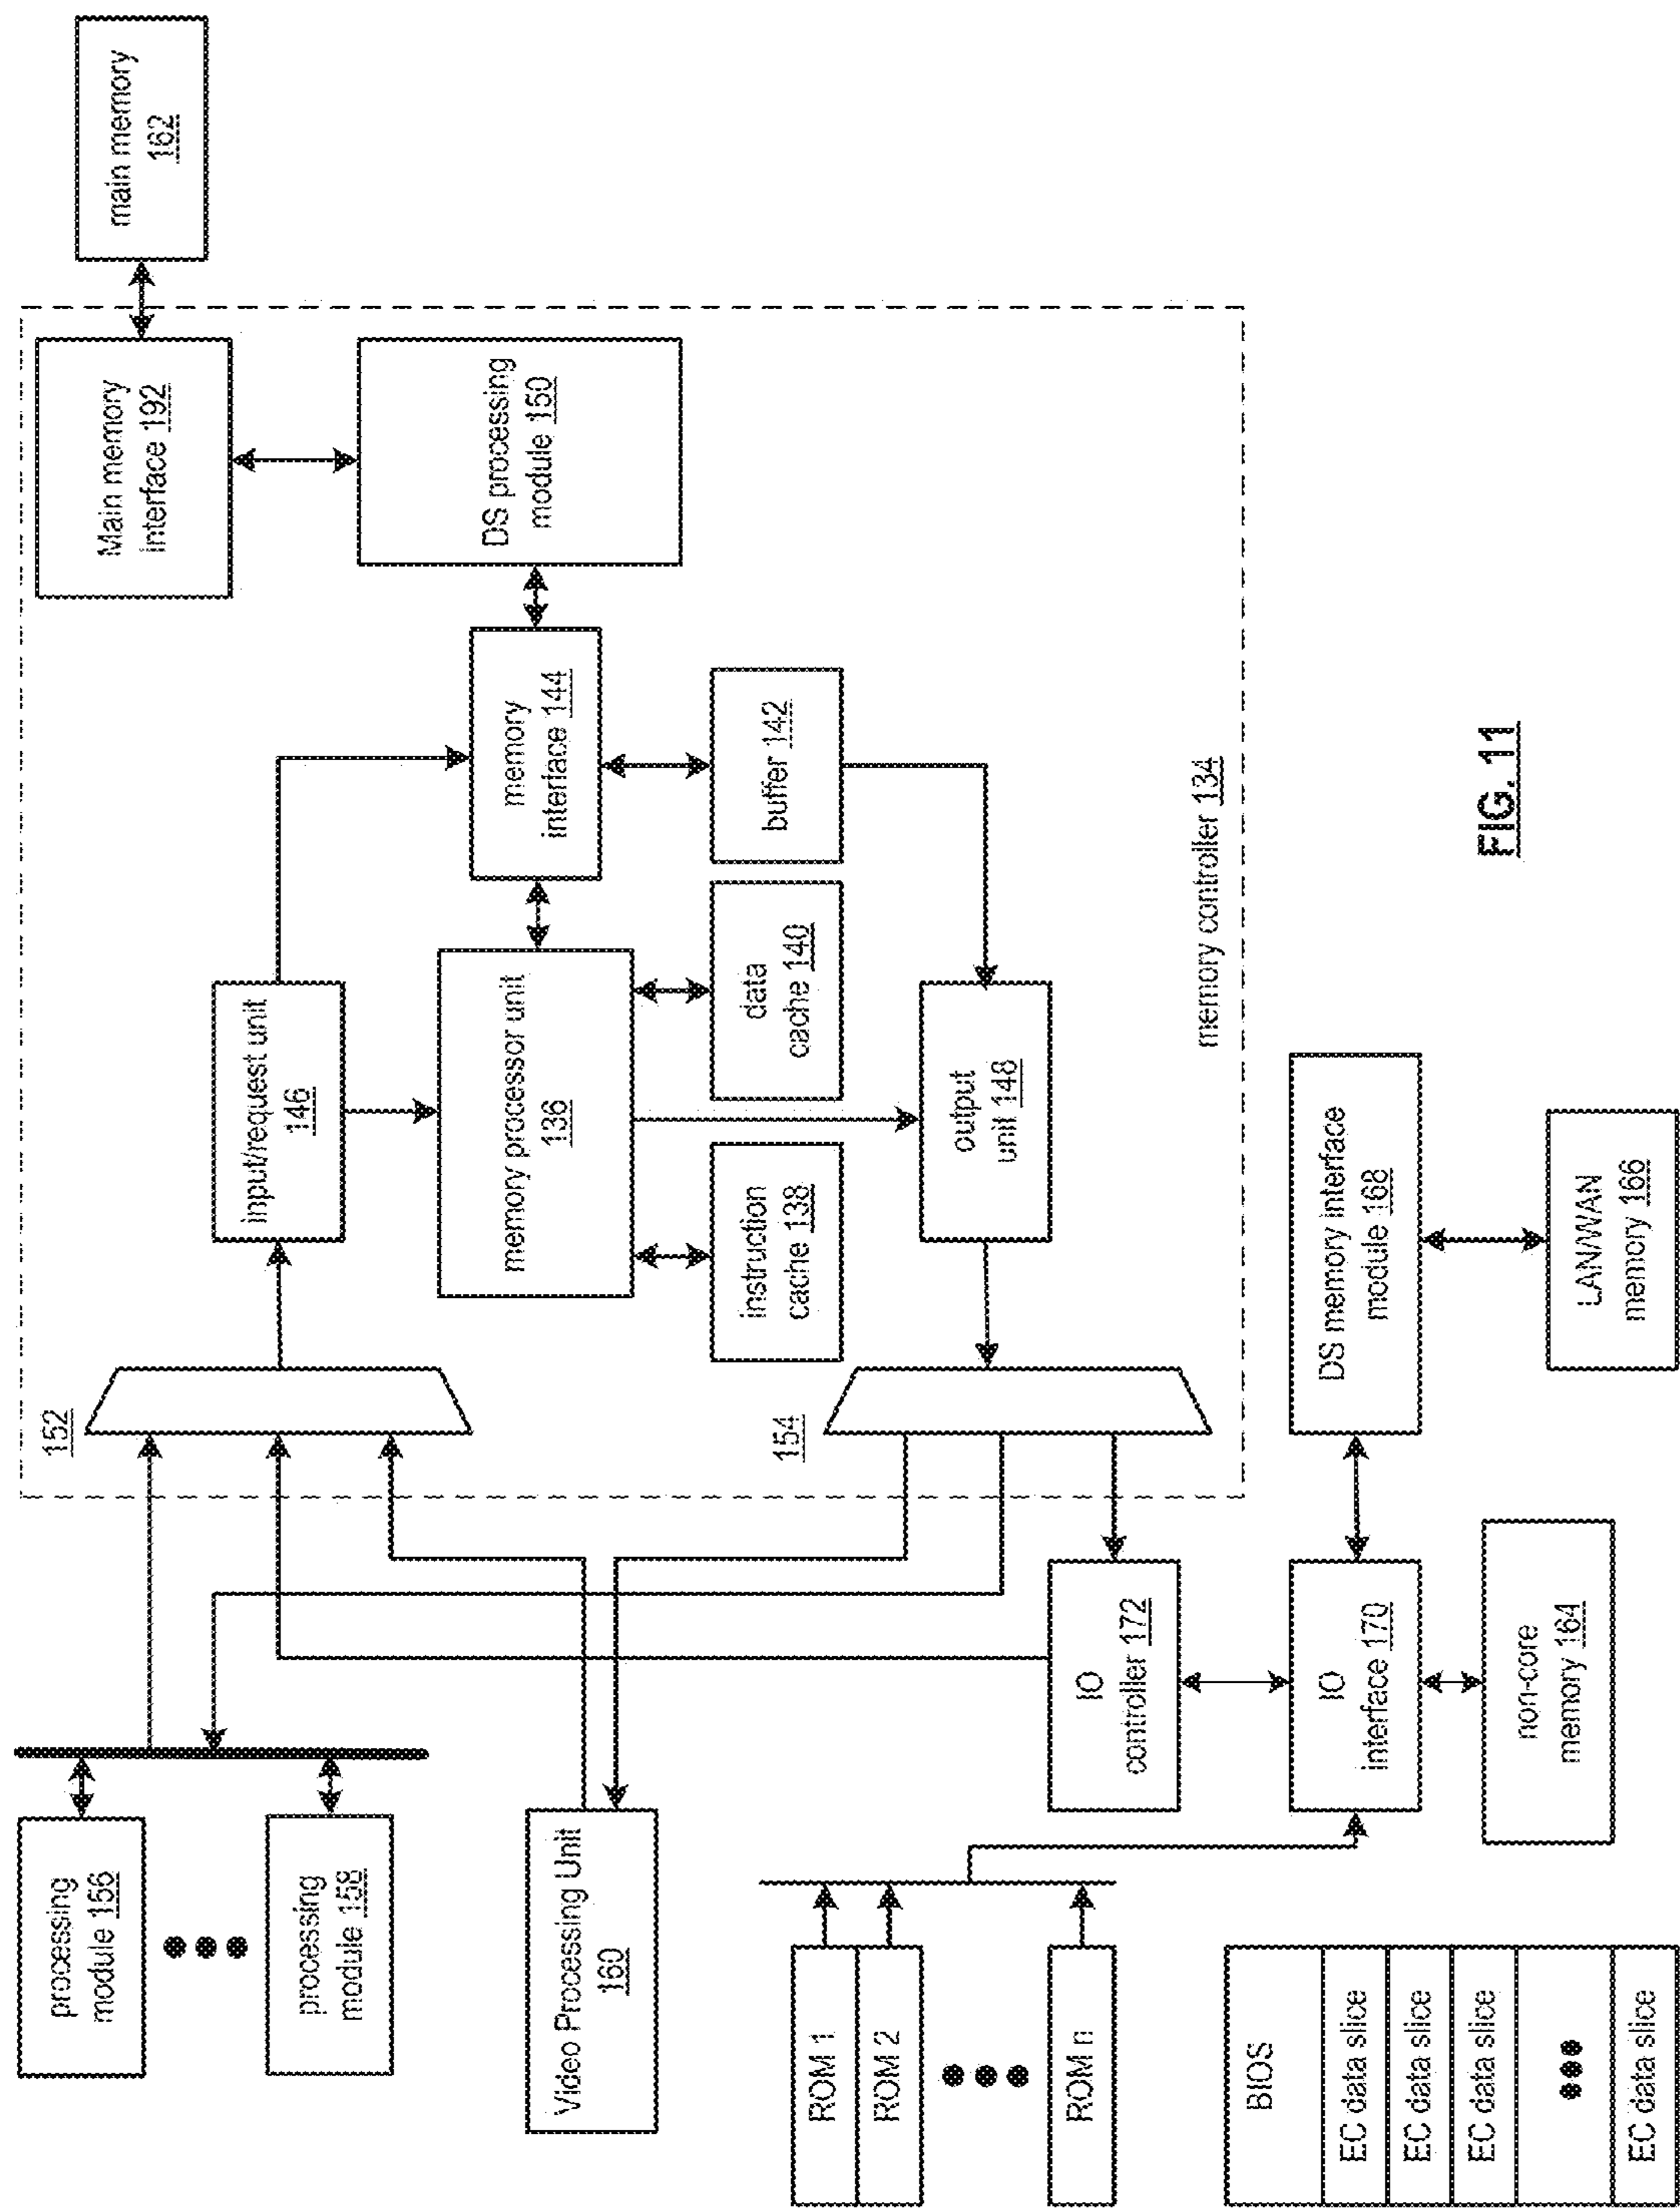 processing
module 156
processing
module 158
Video Processing Unit
160
ROM 1
ROM 2
ROM n
BIOS
EC data slice
EC data slice
EC data slice
EC data slice
152
154
IO
controller 172
IO
interface 170
non-core
memory 164
input/request unit
146
memory processor unit
136
instruction
cache 138
data
cache 140
output
unit 148
memory
interface 144
buffer 142
Main memory
interface 192
DS processing
module 150
main memory
162
memory controller 134
DS memory interface
module 168
LAN/WAN
memory 166
FIG. 11